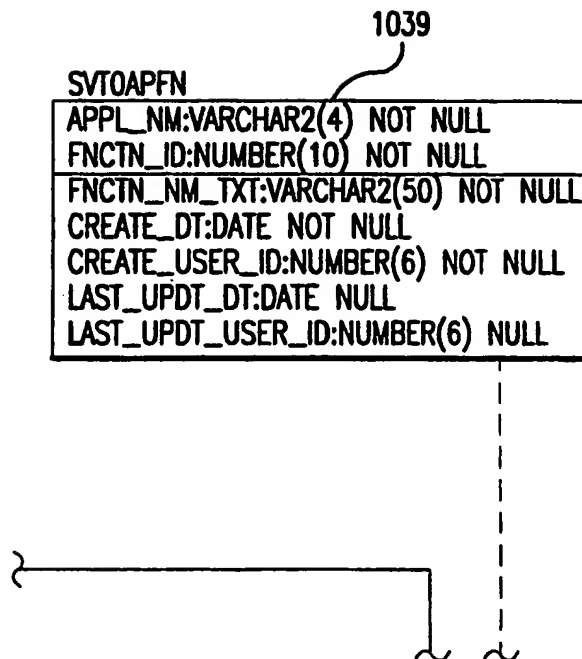 1039
SVTOAPFN
APPL_NM:VARCHAR2(4) NOT NULL
FNCTN_ID:NUMBER(10) NOT NULL
FNCTN_NM_TXT:VARCHAR2(50) NOT NULL
CREATE_DT:DATE NOT NULL
CREATE_USER_ID:NUMBER(6) NOT NULL
LAST_UPDT_DT:DATE NULL
LAST_UPDT_USER_ID:NUMBER(6) NULL